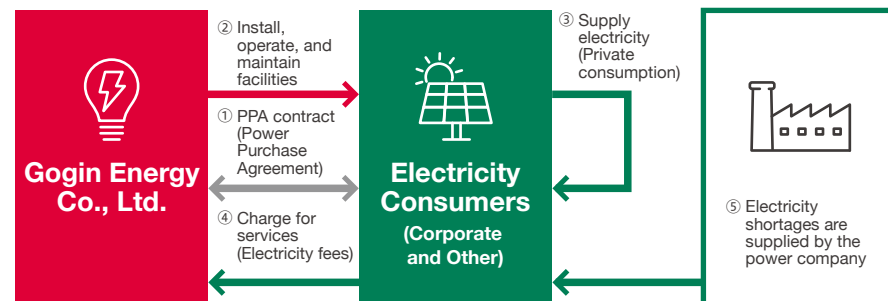 Gogin Energy
Co., Ltd.
② Install,
operate, and
maintain
facilities
① PPA contract
(Power
Purchase
Agreement)
④ Charge for
services
(Electricity fees)
Electricity
Consumers
(Corporate
and Other)
③ Supply
electricity
(Private
consumption)
⑤ Electricity
shortages are
supplied by the
power company